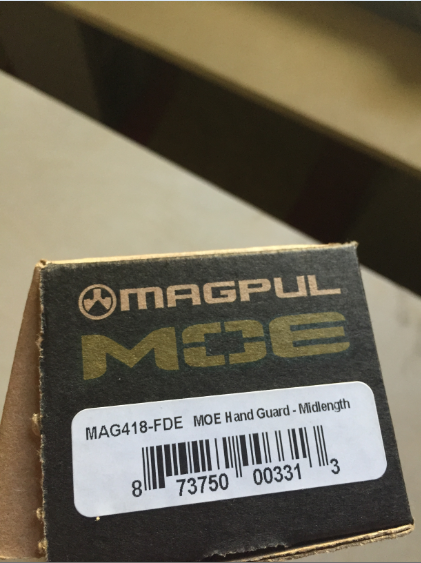 MAGPUL
MOE
MAG418-FDE MOE Hand Guard - Midlength
8 73750 00331 3